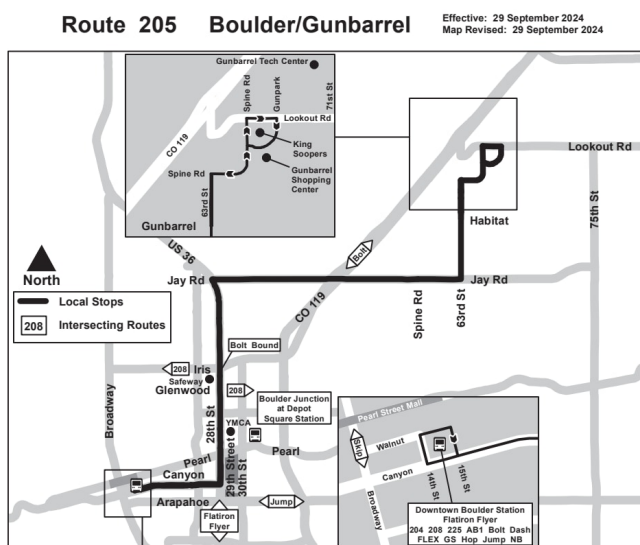 Route 205 Boulder/Gunbarrel
Effective: 29 September 2024
Map Revised: 29 September 2024
Gunbarrel Tech Center
Spine Rd
Gunpark
71st St
Lookout Rd
CO 119
King
Soopers
Gunbarrel
Shopping
Center
Spine Rd
63rd St
Gunbarrel
Lookout Rd
Habitat
75th St
US 36
North
Jay Rd
Bolt
Jay Rd
CO 119
Spine Rd
63rd St
Local Stops
208 Intersecting Routes
Bolt Bound
208
Iris
Safeway
Glenwood
208
Boulder Junction
at Depot
Square Station
Broadway
28th St
YMCA
29th Street
30th St
Pearl
Pearl
Canyon
Arapahoe
Jump
Flatiron
Flyer
Pearl Street Mall
Skip
Walnut
Canyon
Broadway
14th St
15th St
Downtown Boulder Station
Flatiron Flyer
204 208 225 AB1 Bolt Dash
FLEX GS Hop Jump NB